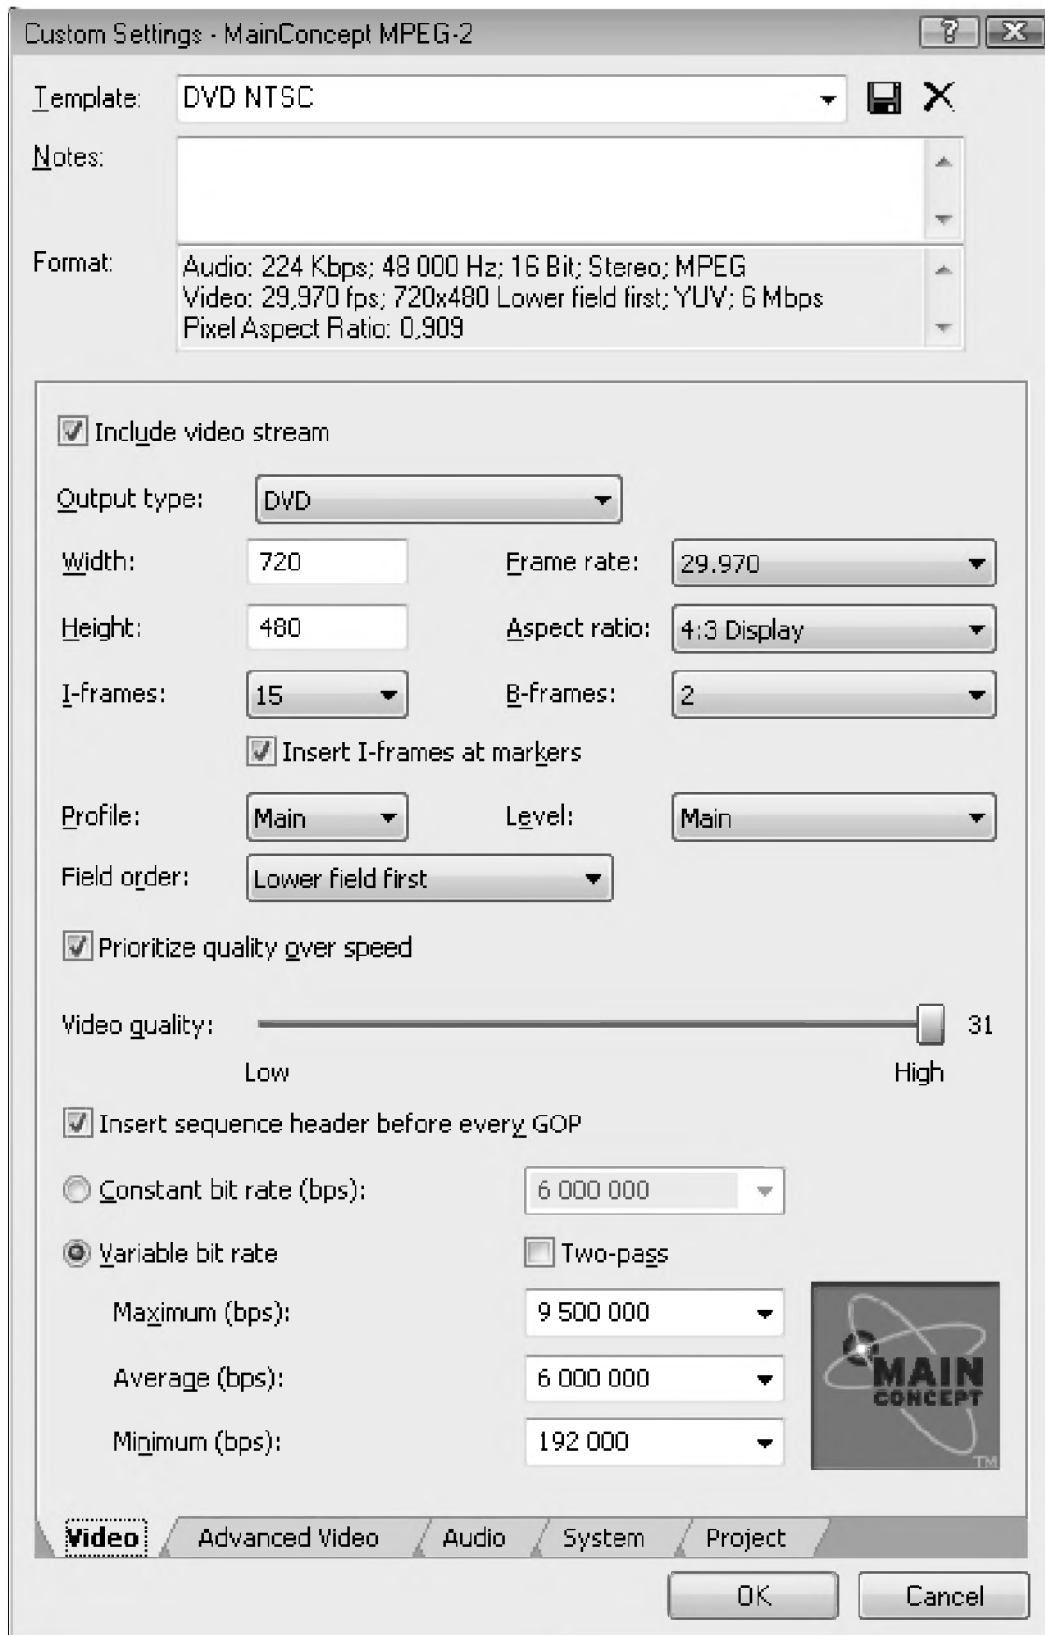 Custom Settings - MainConcept MPEG-2
Template: DVD NTSC
Notes:
Format: Audio: 224 Kbps; 48 000 Hz; 16 Bit; Stereo; MPEG
Video: 29,970 fps; 720x480 Lower field first; YUV; 6 Mbps
Pixel Aspect Ratio: 0,909
Include video stream
Output type: DVD
Width: 720 Frame rate: 29.970
Height: 480 Aspect ratio: 4:3 Display
I-frames: 15 B-frames: 2
Insert I-frames at markers
Profile: Main Level: Main
Field order: Lower field first
Prioritize quality over speed
Video quality: 31
Low High
Insert sequence header before every GOP
Constant bit rate (bps): 6 000 000
Variable bit rate Two-pass
Maximum (bps): 9 500 000
Average (bps): 6 000 000
Minimum (bps): 192 000
MAIN
CONCEPT
TM
Video Advanced Video Audio System Project
OK Cancel